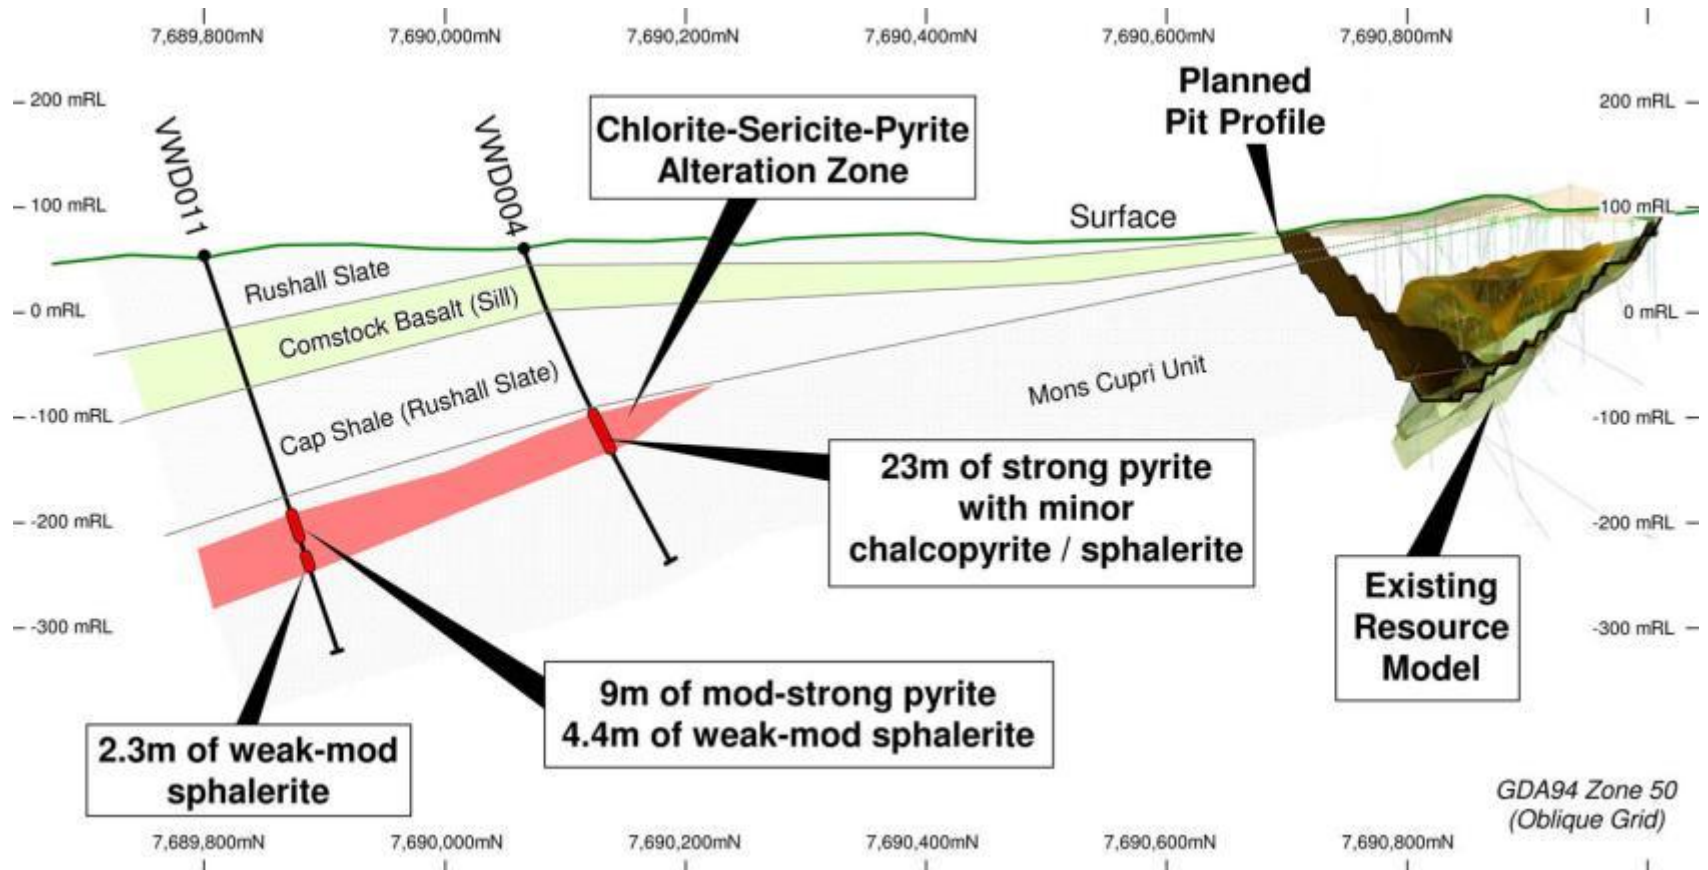 7,689,800mN 7,690,000mN 7,690,200mN 7,690,400mN 7,690,600mN 7,690,800mN
Planned
Pit Profile
200 mRL
200 mRL
VWD011
VWD004
Chlorite-Sericite-Pyrite
Alteration Zone
100 mRL
Surface
100 mRL
Rushall Slate
0 mRL
Comstock Basalt (Sill)
0 mRL
Cap Shale (Rushall Slate)
Mons Cupri Unit
-100 mRL
-100 mRL
23m of strong pyrite
with minor
chalcopyrite / sphalerite
-200 mRL
-200 mRL
Existing
Resource
Model
-300 mRL
-300 mRL
9m of mod-strong pyrite
4.4m of weak-mod sphalerite
2.3m of weak-mod
sphalerite
GDA94 Zone 50
(Oblique Grid)
7,689,800mN 7,690,000mN 7,690,200mN 7,690,400mN 7,690,600mN 7,690,800mN